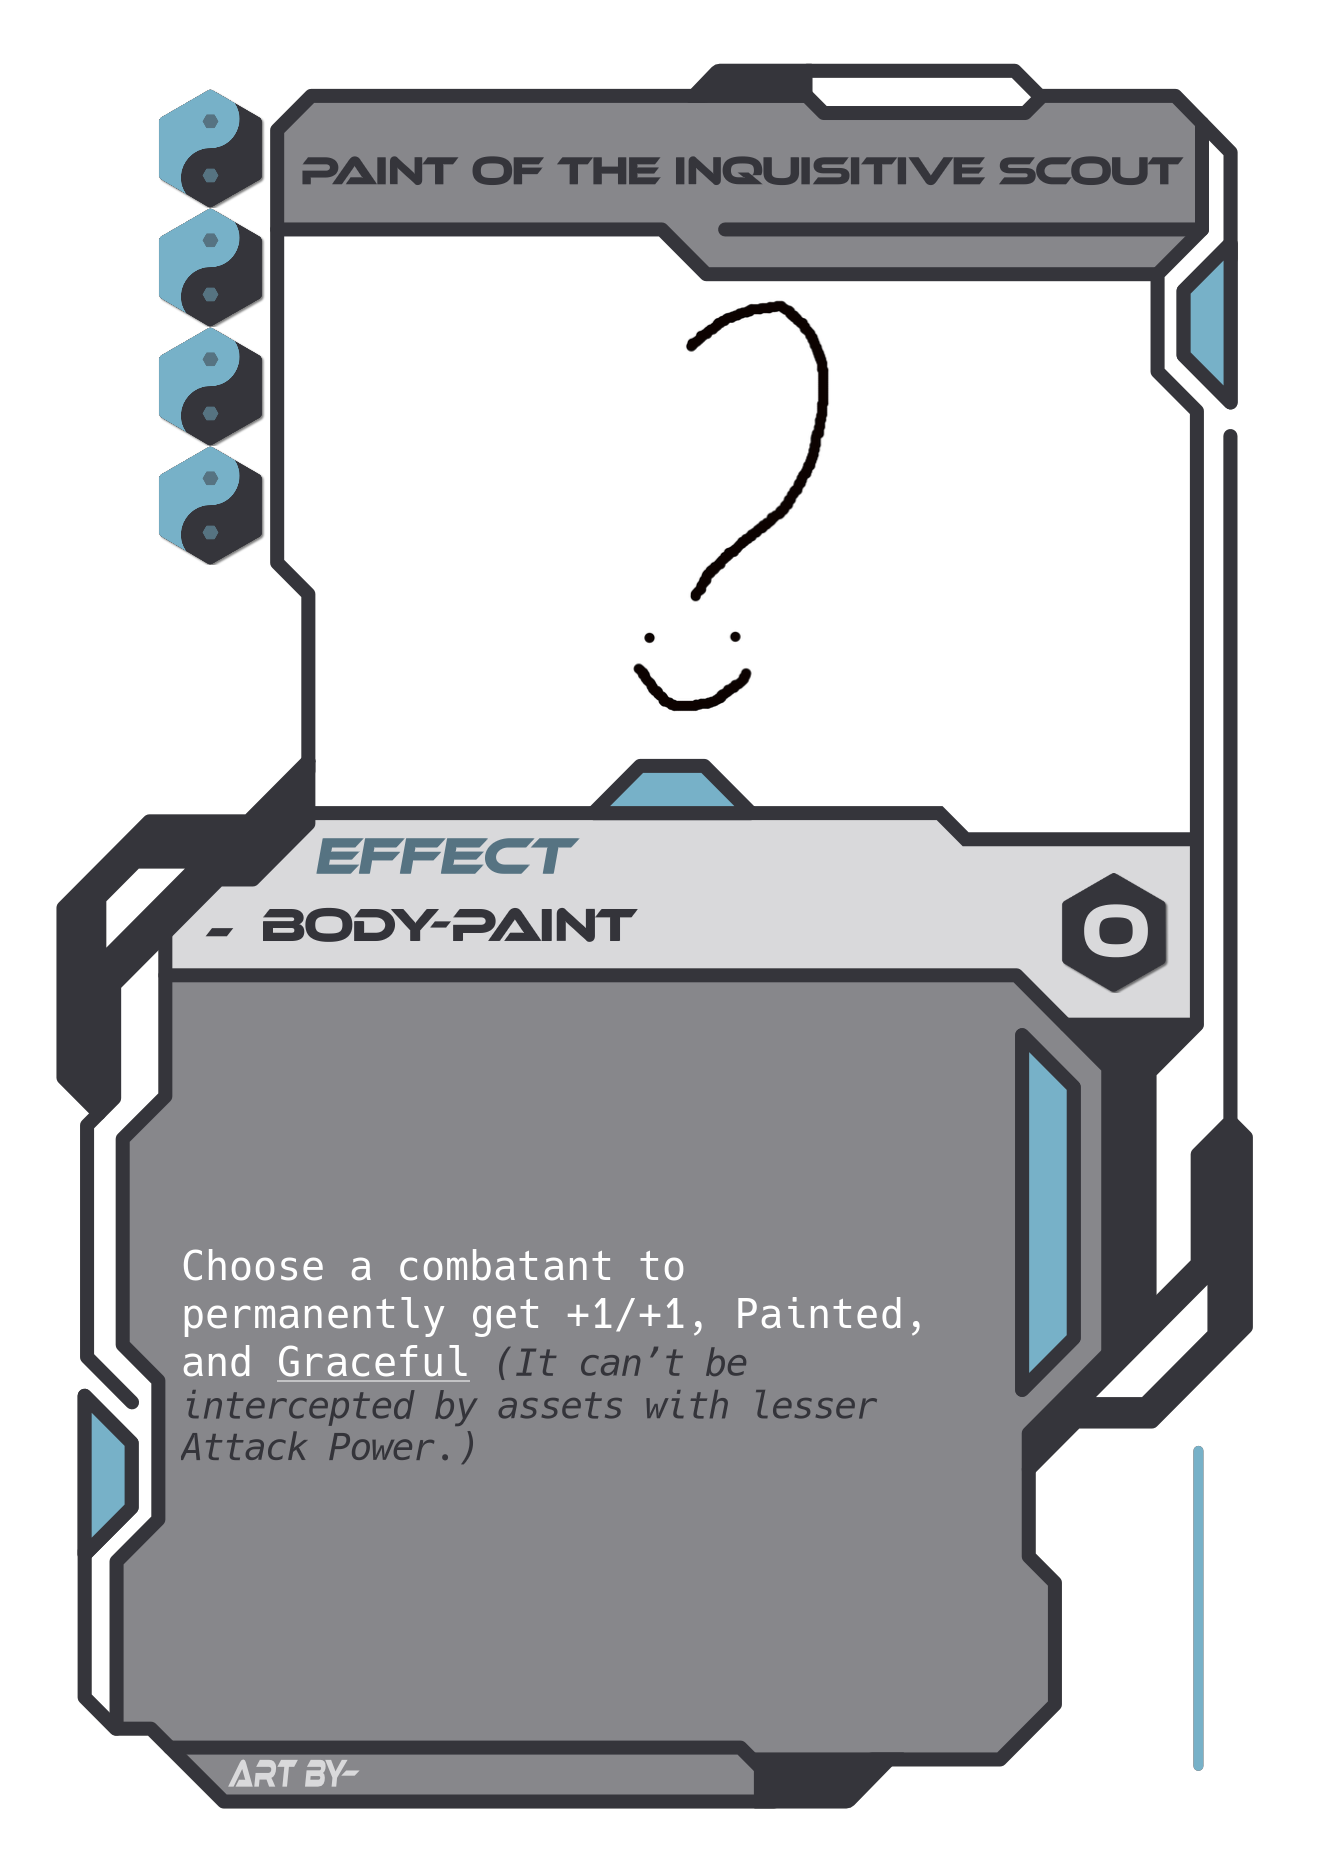 PAINT OF THE INQUISITIVE SCOUT
EFFECT
- BODY-PAINT
0
Choose a combatant to
permanently get +1/+1, Painted,
and Graceful (It can’t be
intercepted by assets with lesser
Attack Power.)
ART BY-